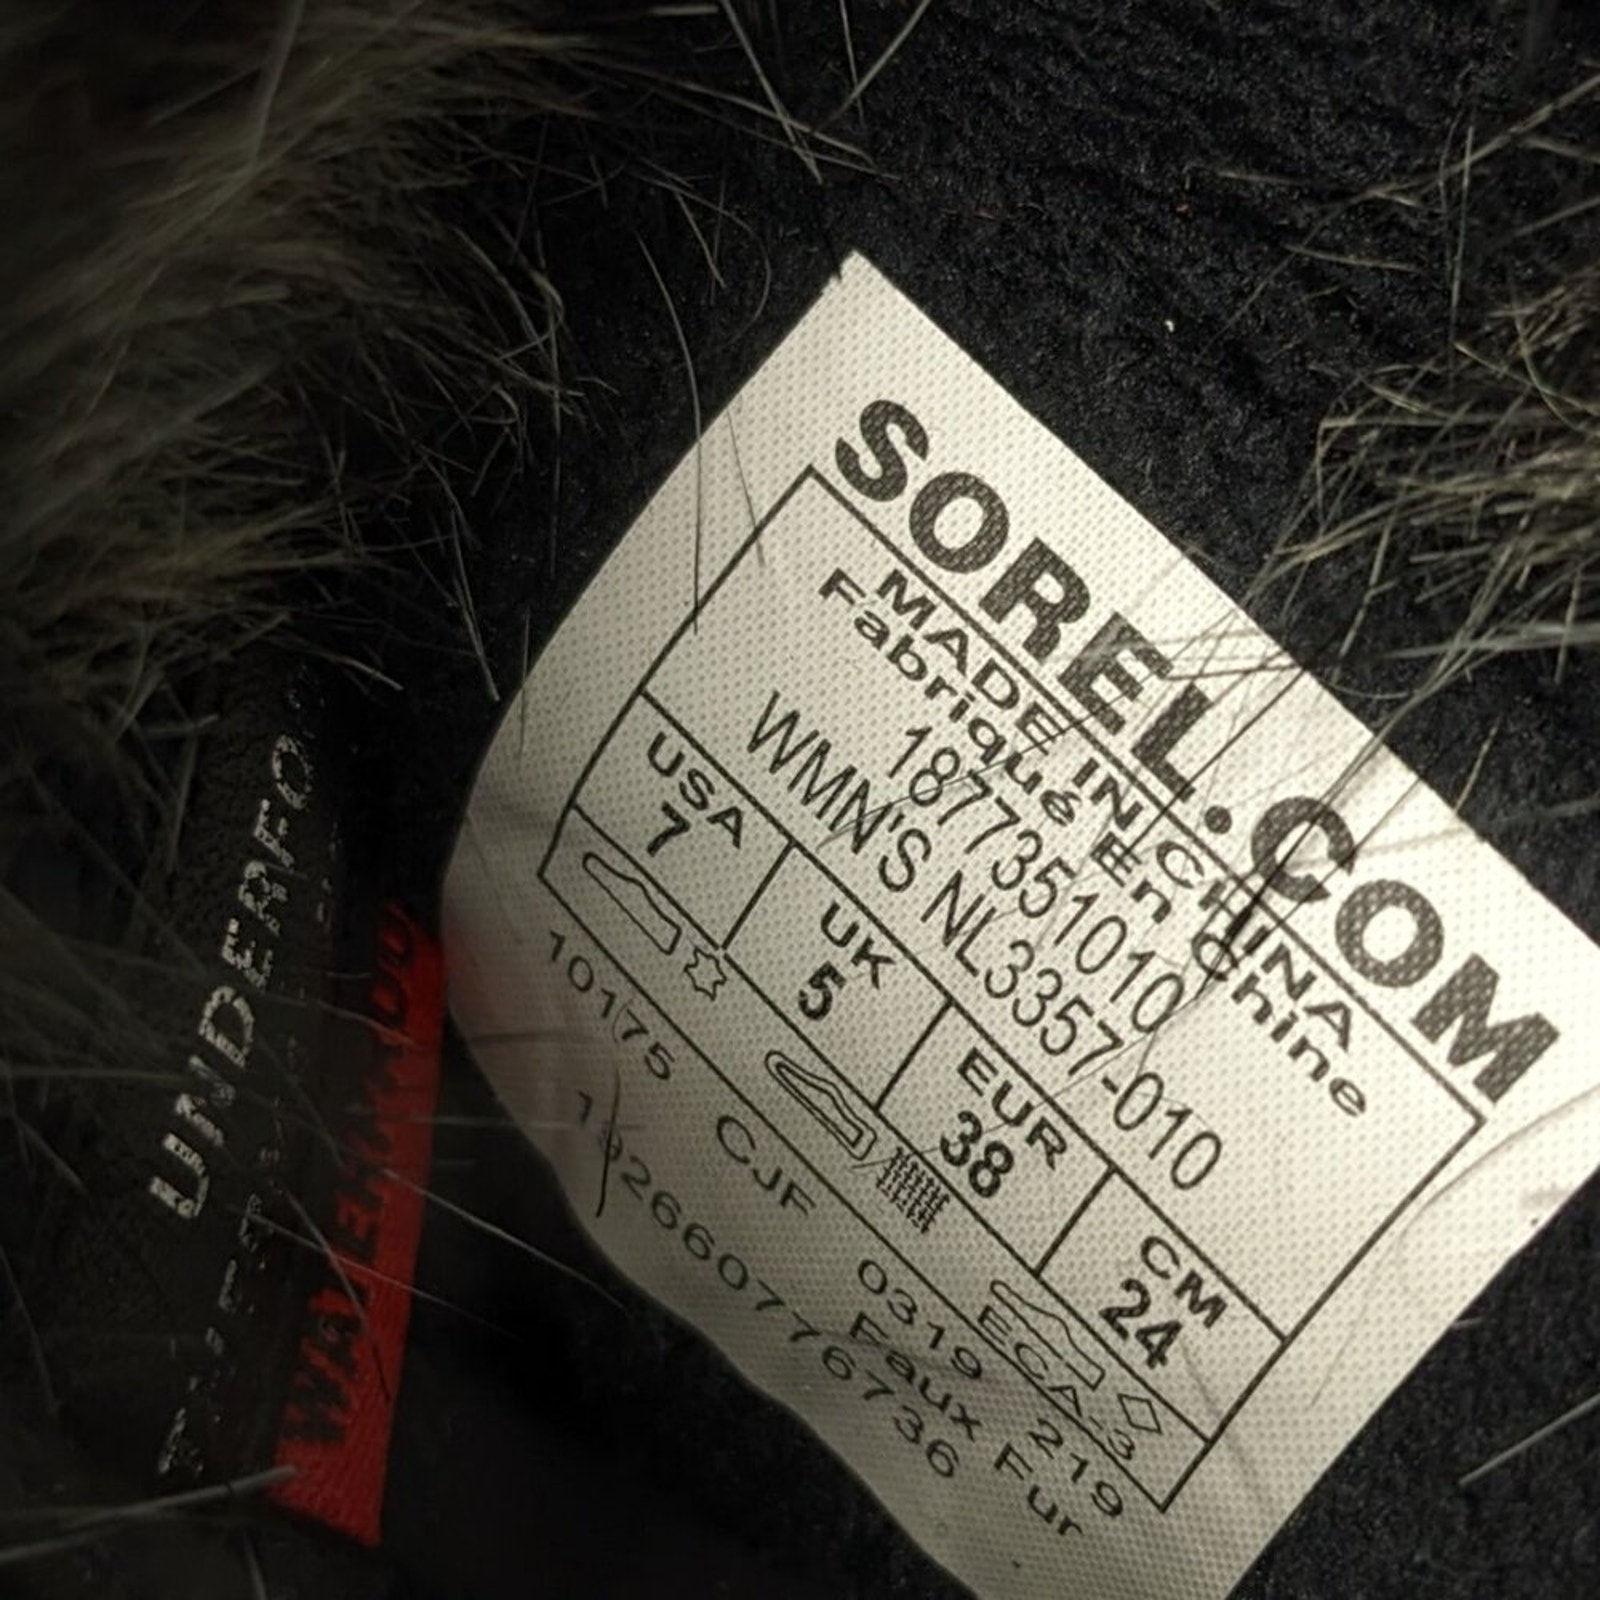 SOREL.COM
MADE IN CHINA
Fabriqué En Chine
1877351010
WMN'S NL3357-010
USA UK EUR CM
7 5 38 24
ECA-3
10175 CJF 0319 219
Faux Fur
192660776736
UNDERFO